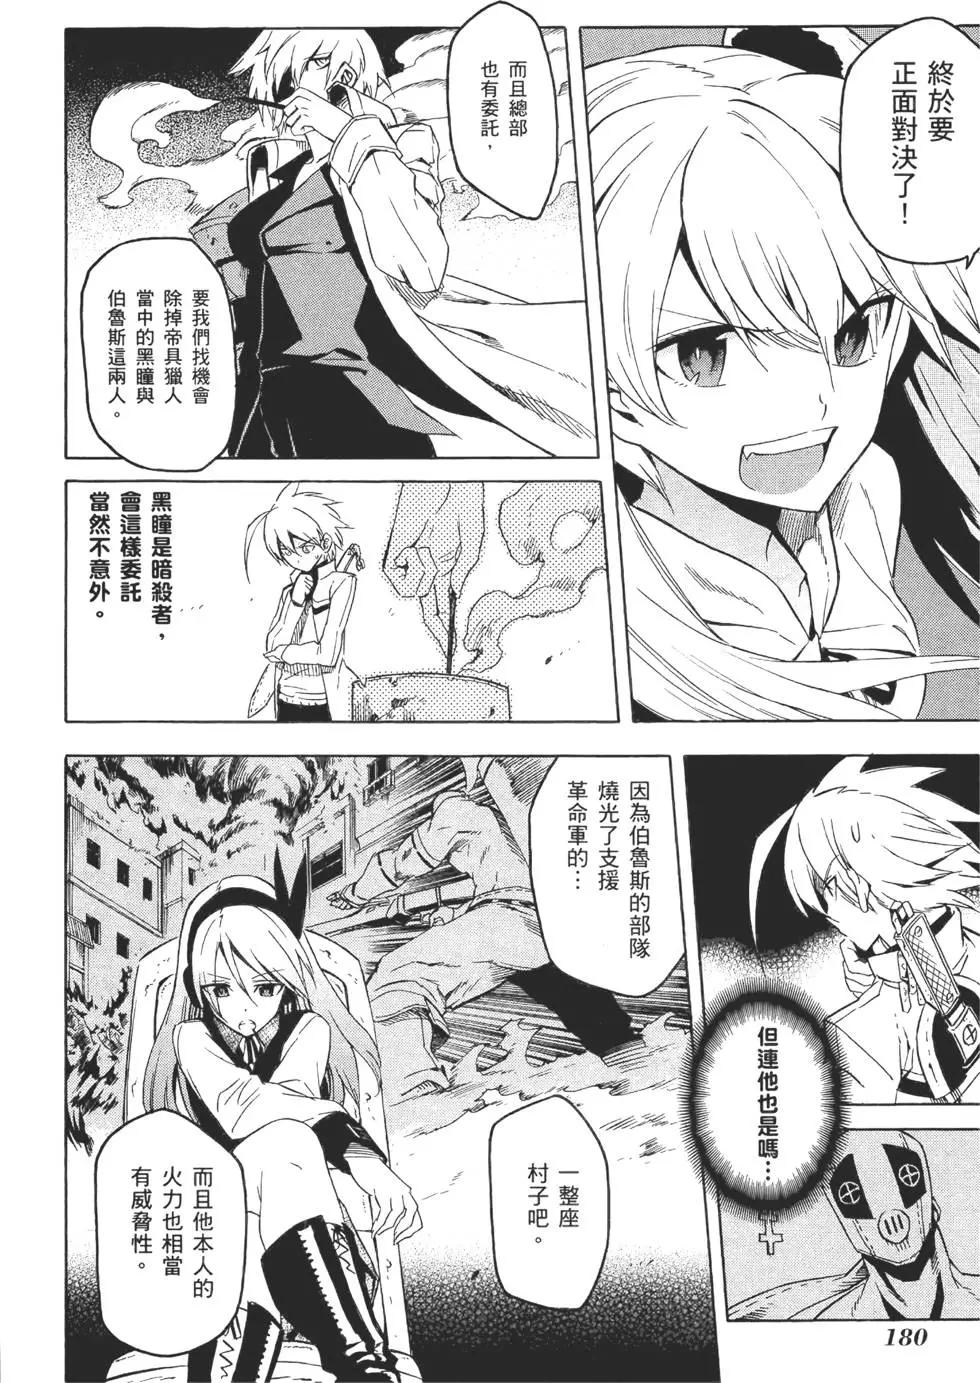 終於要
正面對決了！
而且總部
也有委託，
要我們找機會
除掉帝具獵人
當中的黑瞳與
伯魯斯這兩人。
黑瞳是暗殺者，
會這樣委託
當然不意外。
但連他也是嗎…
因為伯魯斯的部隊
燒光了支援
革命軍的…
一整座
村子吧。
而且他本人的
火力也相當
有威脅性。
180